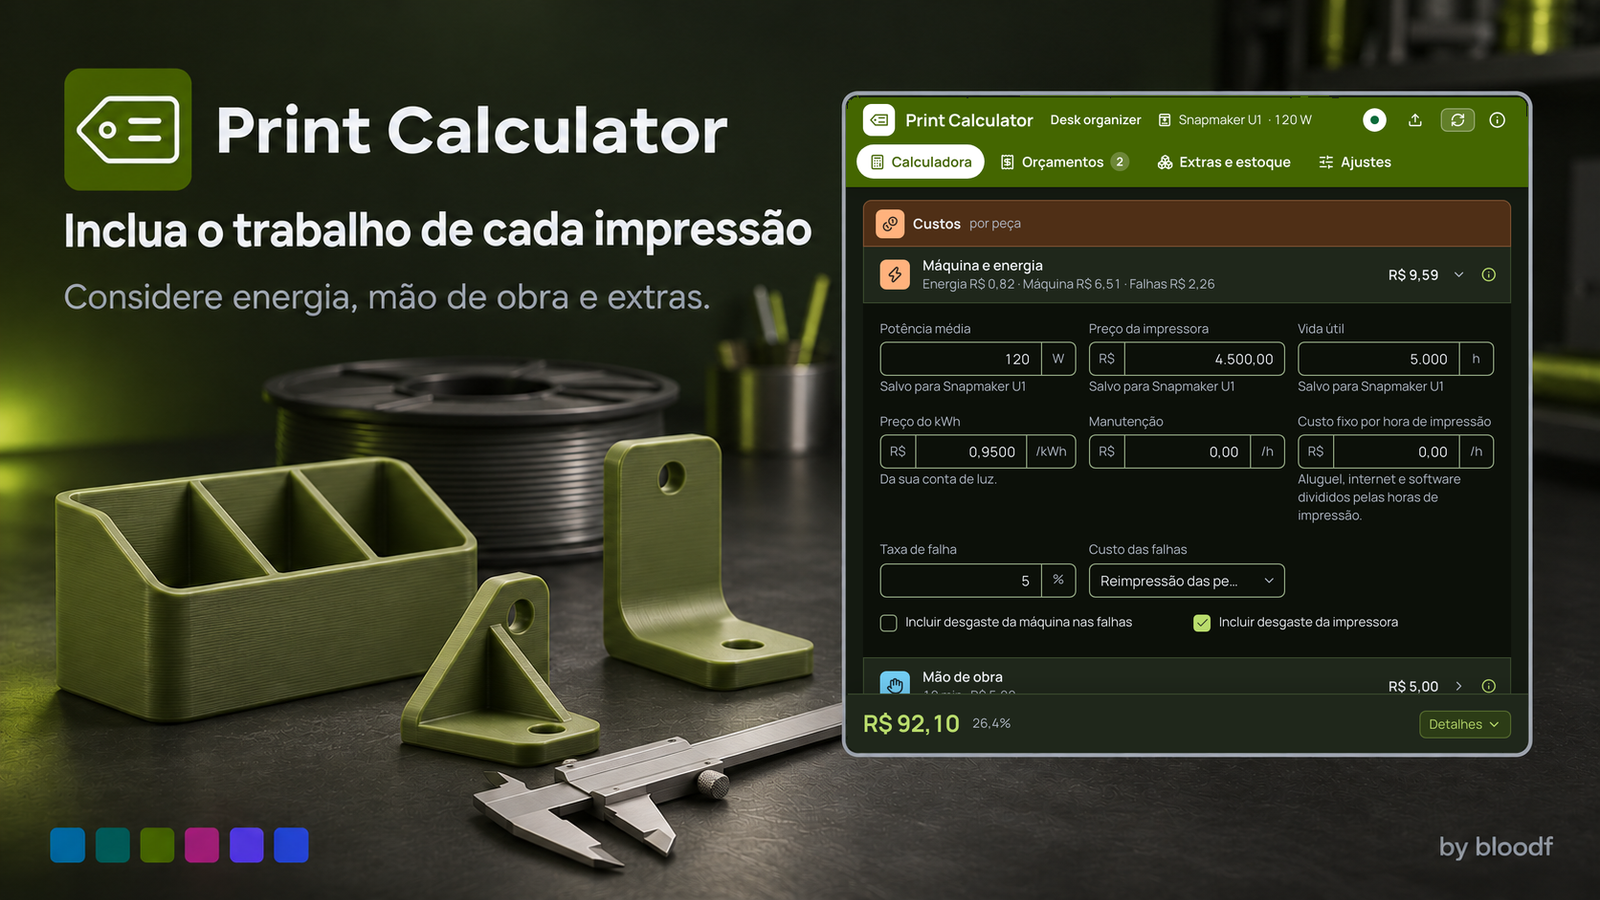 Print Calculator
Inclua o trabalho de cada impressão
Considere energia, mão de obra e extras.
Print Calculator Desk organizer Snapmaker U1 · 120 W
Calculadora Orçamentos 2 Extras e estoque Ajustes
Custos por peça
Máquina e energia
Energia R$ 0,82 · Máquina R$ 6,51 · Falhas R$ 2,26
R$ 9,59
Potência média Preço da impressora Vida útil
120 W R$ 4.500,00 5.000 h
Salvo para Snapmaker U1 Salvo para Snapmaker U1 Salvo para Snapmaker U1
Preço do kWh Manutenção Custo fixo por hora de impressão
R$ 0,9500 /kWh R$ 0,00 /h R$ 0,00 /h
Da sua conta de luz. Aluguel, internet e software
divididos pelas horas de
impressão.
Taxa de falha Custo das falhas
5 % Reimpressão das pe...
Incluir desgaste da máquina nas falhas Incluir desgaste da impressora
Mão de obra
R$ 5,00
R$ 92,10 26,4% Detalhes
by bloodf